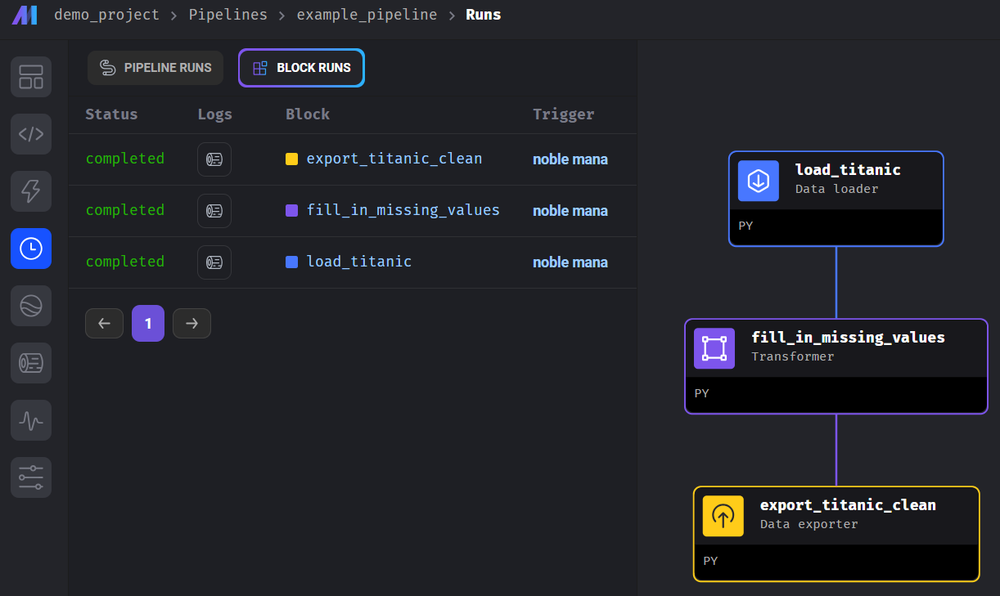 demo_project > Pipelines > example_pipeline > Runs
PIPELINE RUNS BLOCK RUNS
Status Logs Block Trigger
completed export_titanic_clean noble mana
completed fill_in_missing_values noble mana
completed load_titanic noble mana
← 1 →
load_titanic
Data loader
PY
fill_in_missing_values
Transformer
PY
export_titanic_clean
Data exporter
PY